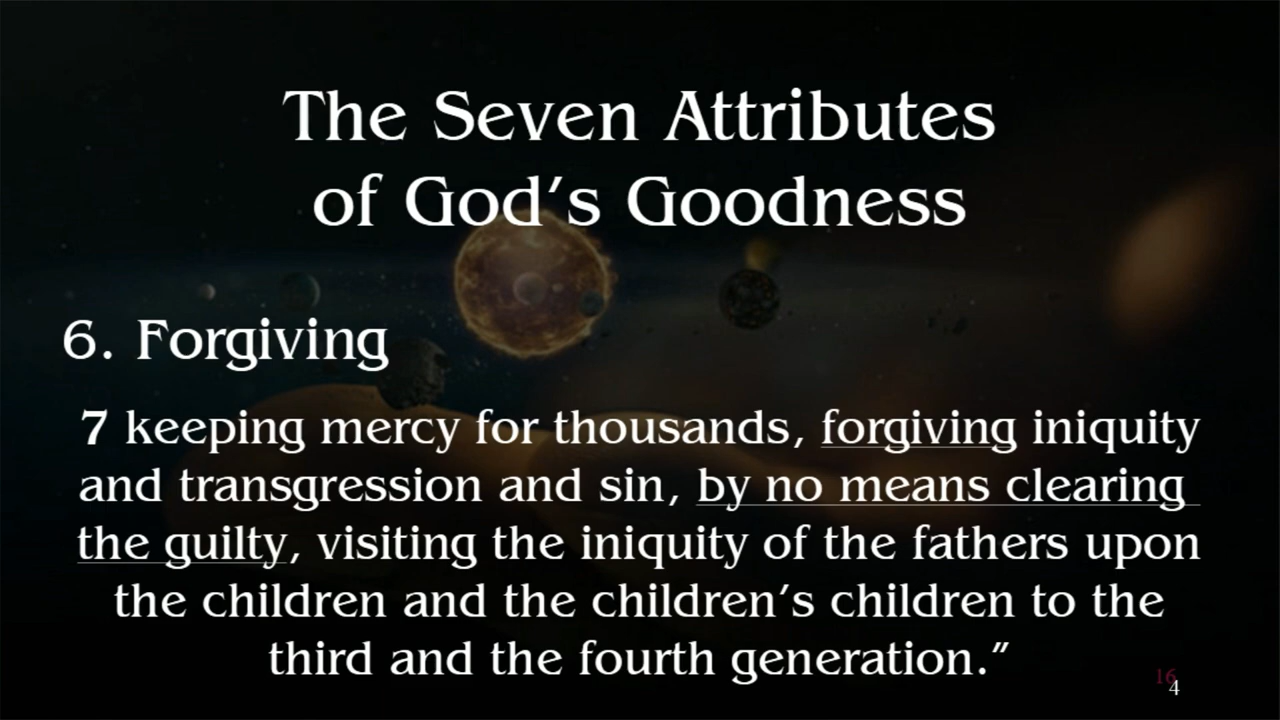 The Seven Attributes
of God’s Goodness
6. Forgiving
7 keeping mercy for thousands, forgiving iniquity
and transgression and sin, by no means clearing
the guilty, visiting the iniquity of the fathers upon
the children and the children’s children to the
third and the fourth generation.”
16
4